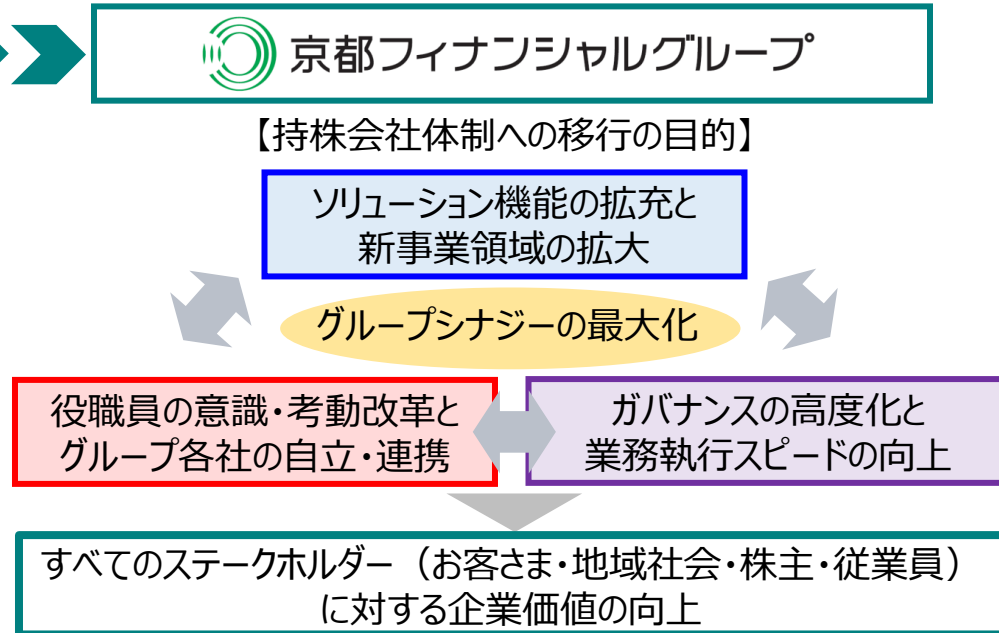 京都フィナンシャルグループ
【持株会社体制への移行の目的】
ソリューション機能の拡充と
新事業領域の拡大
グループシナジーの最大化
役職員の意識・考動改革と
グループ各社の自立・連携
ガバナンスの高度化と
業務執行スピードの向上
すべてのステークホルダー（お客さま・地域社会・株主・従業員）
に対する企業価値の向上